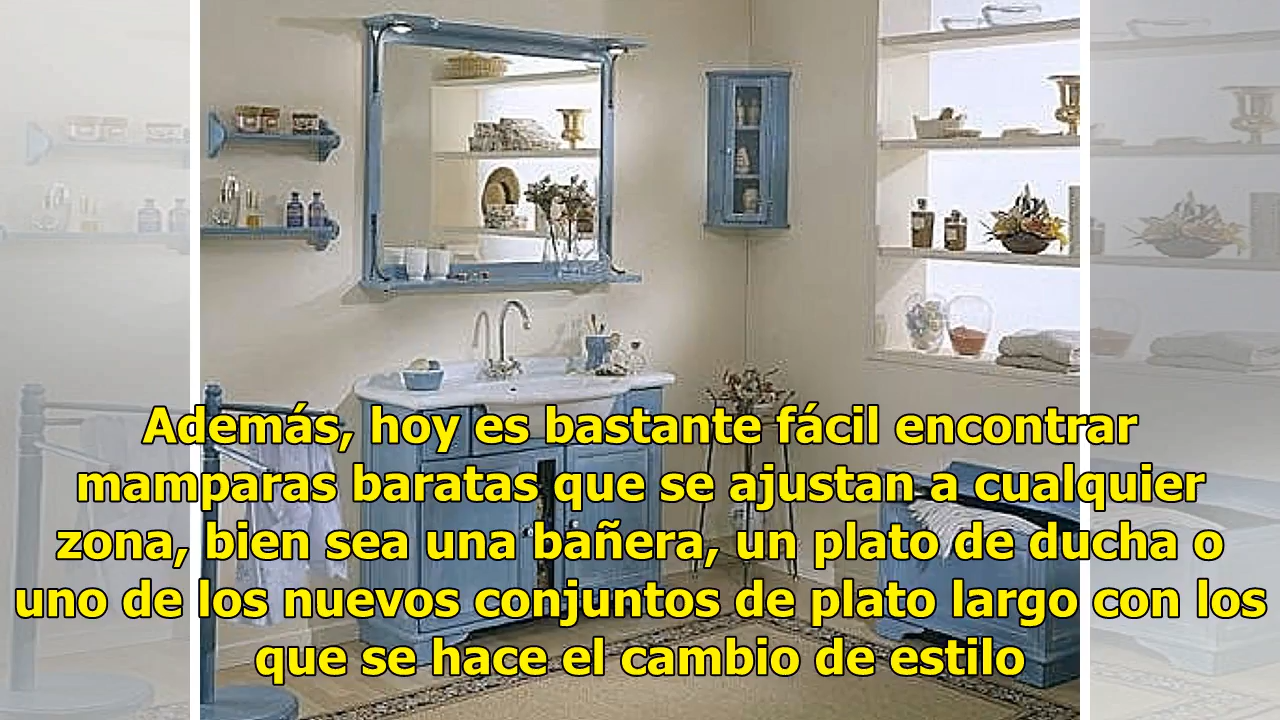 Además, hoy es bastante fácil encontrar
mamparas baratas que se ajustan a cualquier
zona, bien sea una bañera, un plato de ducha o
uno de los nuevos conjuntos de plato largo con los
que se hace el cambio de estilo